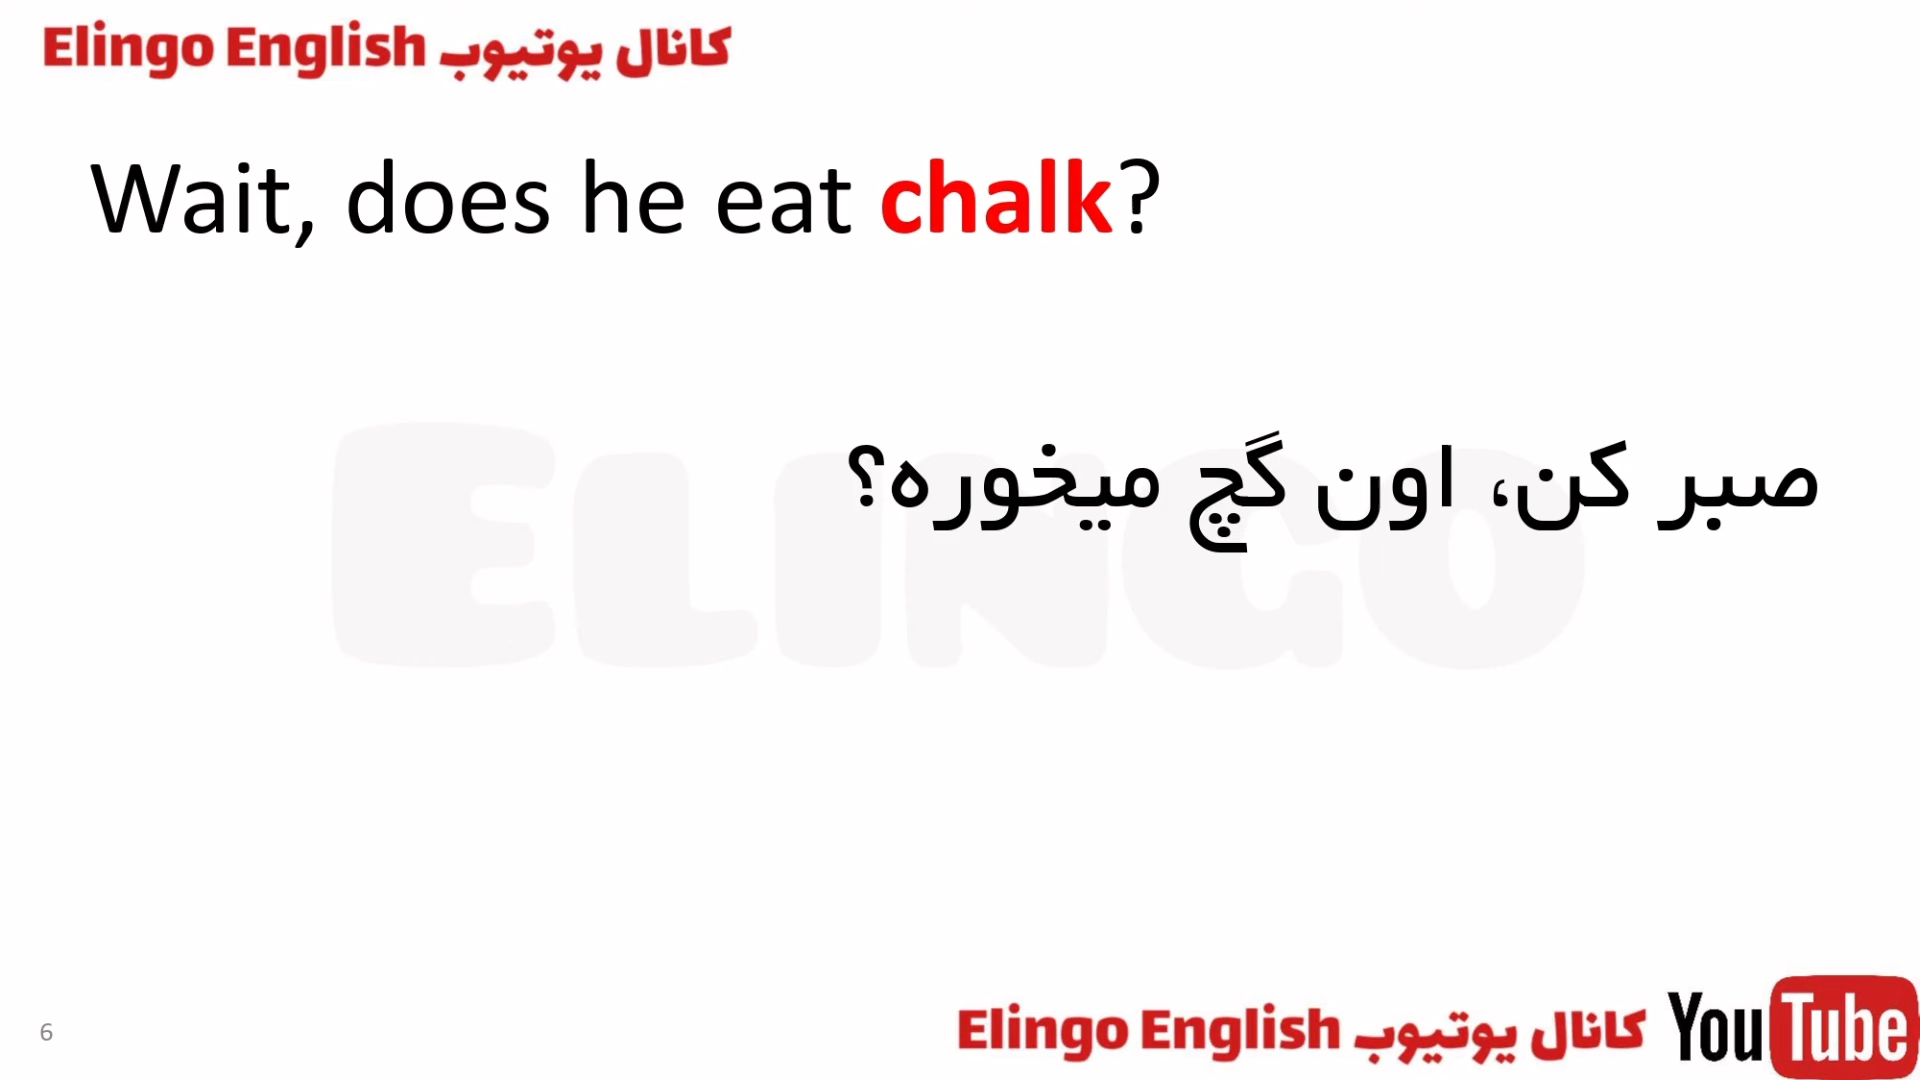 Elingo English کانال یوتیوب
Wait, does he eat chalk?
صبر کن، اون گچ میخوره؟
ELINGO
6
Elingo English کانال یوتیوب YouTube